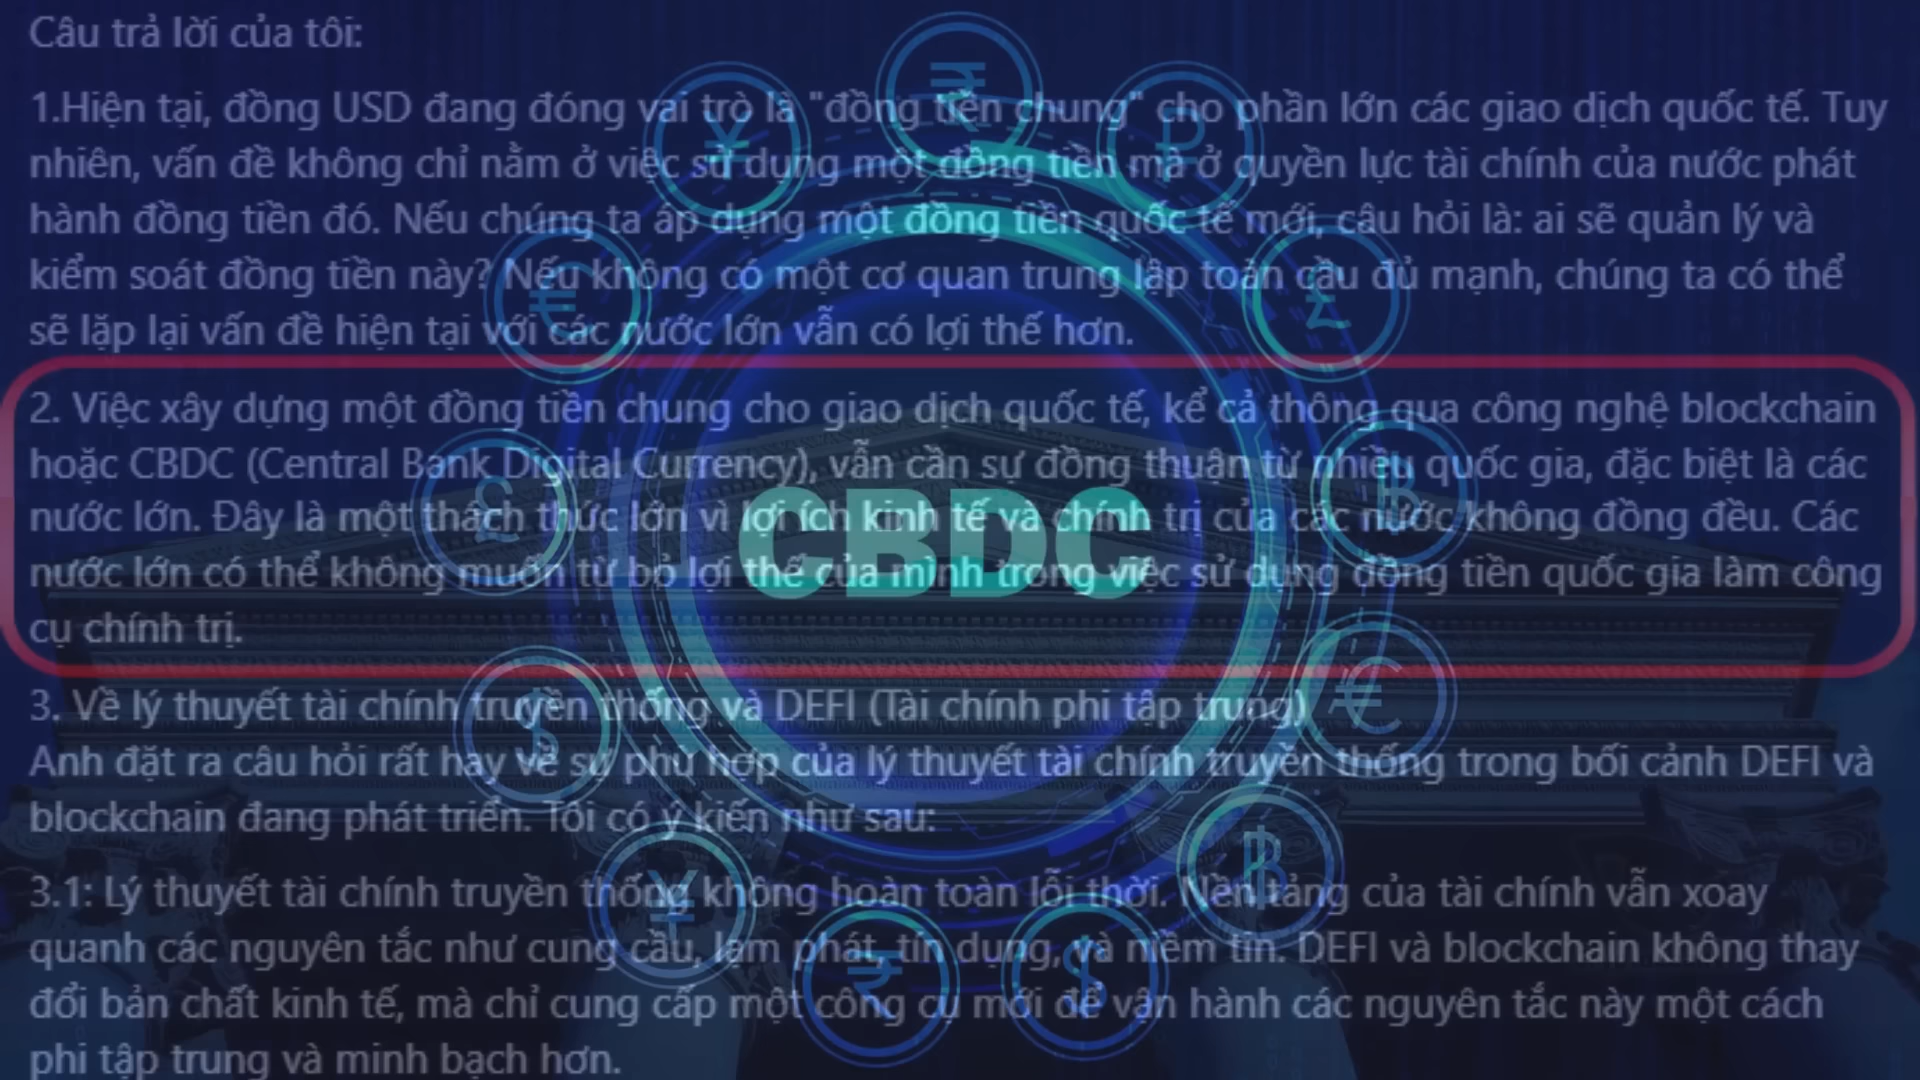 Câu trả lời của tôi:
1.Hiện tại, đồng USD đang đóng vai trò là "đồng tiền chung" cho phần lớn các giao dịch quốc tế. Tuy
nhiên, vấn đề không chỉ nằm ở việc sử dụng một đồng tiền mà ở quyền lực tài chính của nước phát
hành đồng tiền đó. Nếu chúng ta áp dụng một đồng tiền quốc tế mới, câu hỏi là: ai sẽ quản lý và
kiểm soát đồng tiền này? Nếu không có một cơ quan trung lập toàn cầu đủ mạnh, chúng ta có thể
sẽ lặp lại vấn đề hiện tại với các nước lớn vẫn có lợi thế hơn.
2. Việc xây dựng một đồng tiền chung cho giao dịch quốc tế, kể cả thông qua công nghệ blockchain
hoặc CBDC (Central Bank Digital Currency), vẫn cần sự đồng thuận từ nhiều quốc gia, đặc biệt là các
nước lớn. Đây là một thách thức lớn vì lợi ích kinh tế và chính trị của các nước không đồng đều. Các
nước lớn có thể không muốn từ bỏ lợi thế của mình trong việc sử dụng đồng tiền quốc gia làm công
cụ chính trị.
CBDC
3. Về lý thuyết tài chính truyền thống và DEFI (Tài chính phi tập trung)
Anh đặt ra câu hỏi rất hay về sự phù hợp của lý thuyết tài chính truyền thống trong bối cảnh DEFI và
blockchain đang phát triển. Tôi có ý kiến như sau:
3.1: Lý thuyết tài chính truyền thống không hoàn toàn lỗi thời. Nền tảng của tài chính vẫn xoay
quanh các nguyên tắc như cung cầu, lạm phát, tín dụng, và niềm tin. DEFI và blockchain không thay
đổi bản chất kinh tế, mà chỉ cung cấp một công cụ mới để vận hành các nguyên tắc này một cách
phi tập trung và minh bạch hơn.